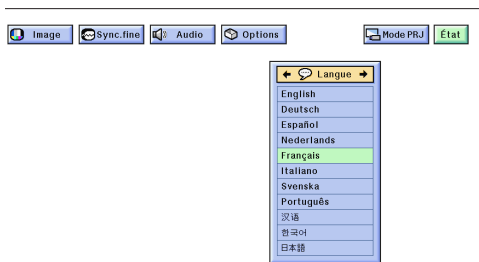 Image Sync.fine Audio Options Mode PRJ État
Langue
English
Deutsch
Español
Nederlands
Français
Italiano
Svenska
Português
汉语
한국어
日本語